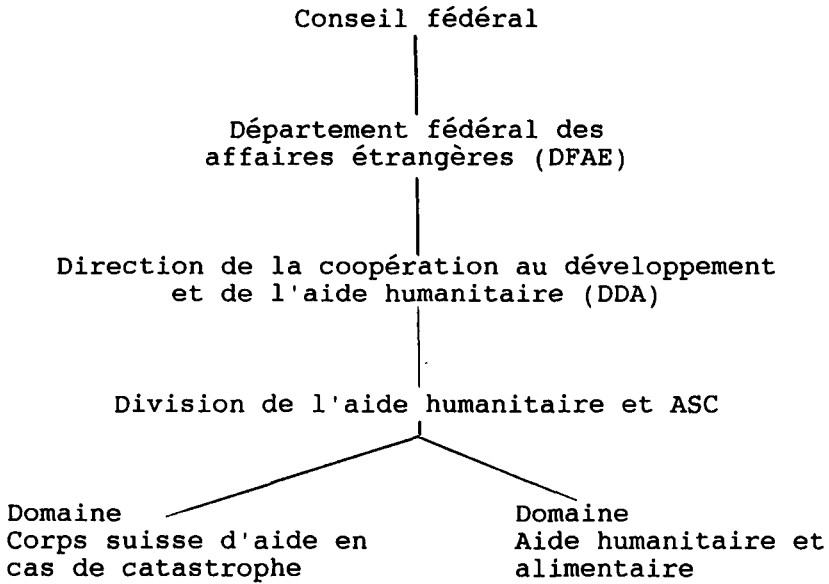 Conseil fédéral
Département fédéral des
affaires étrangères (DFAE)
Direction de la coopération au développement
et de l'aide humanitaire (DDA)
Division de l'aide humanitaire et ASC
Domaine
Corps suisse d'aide en
cas de catastrophe
Domaine
Aide humanitaire et
alimentaire